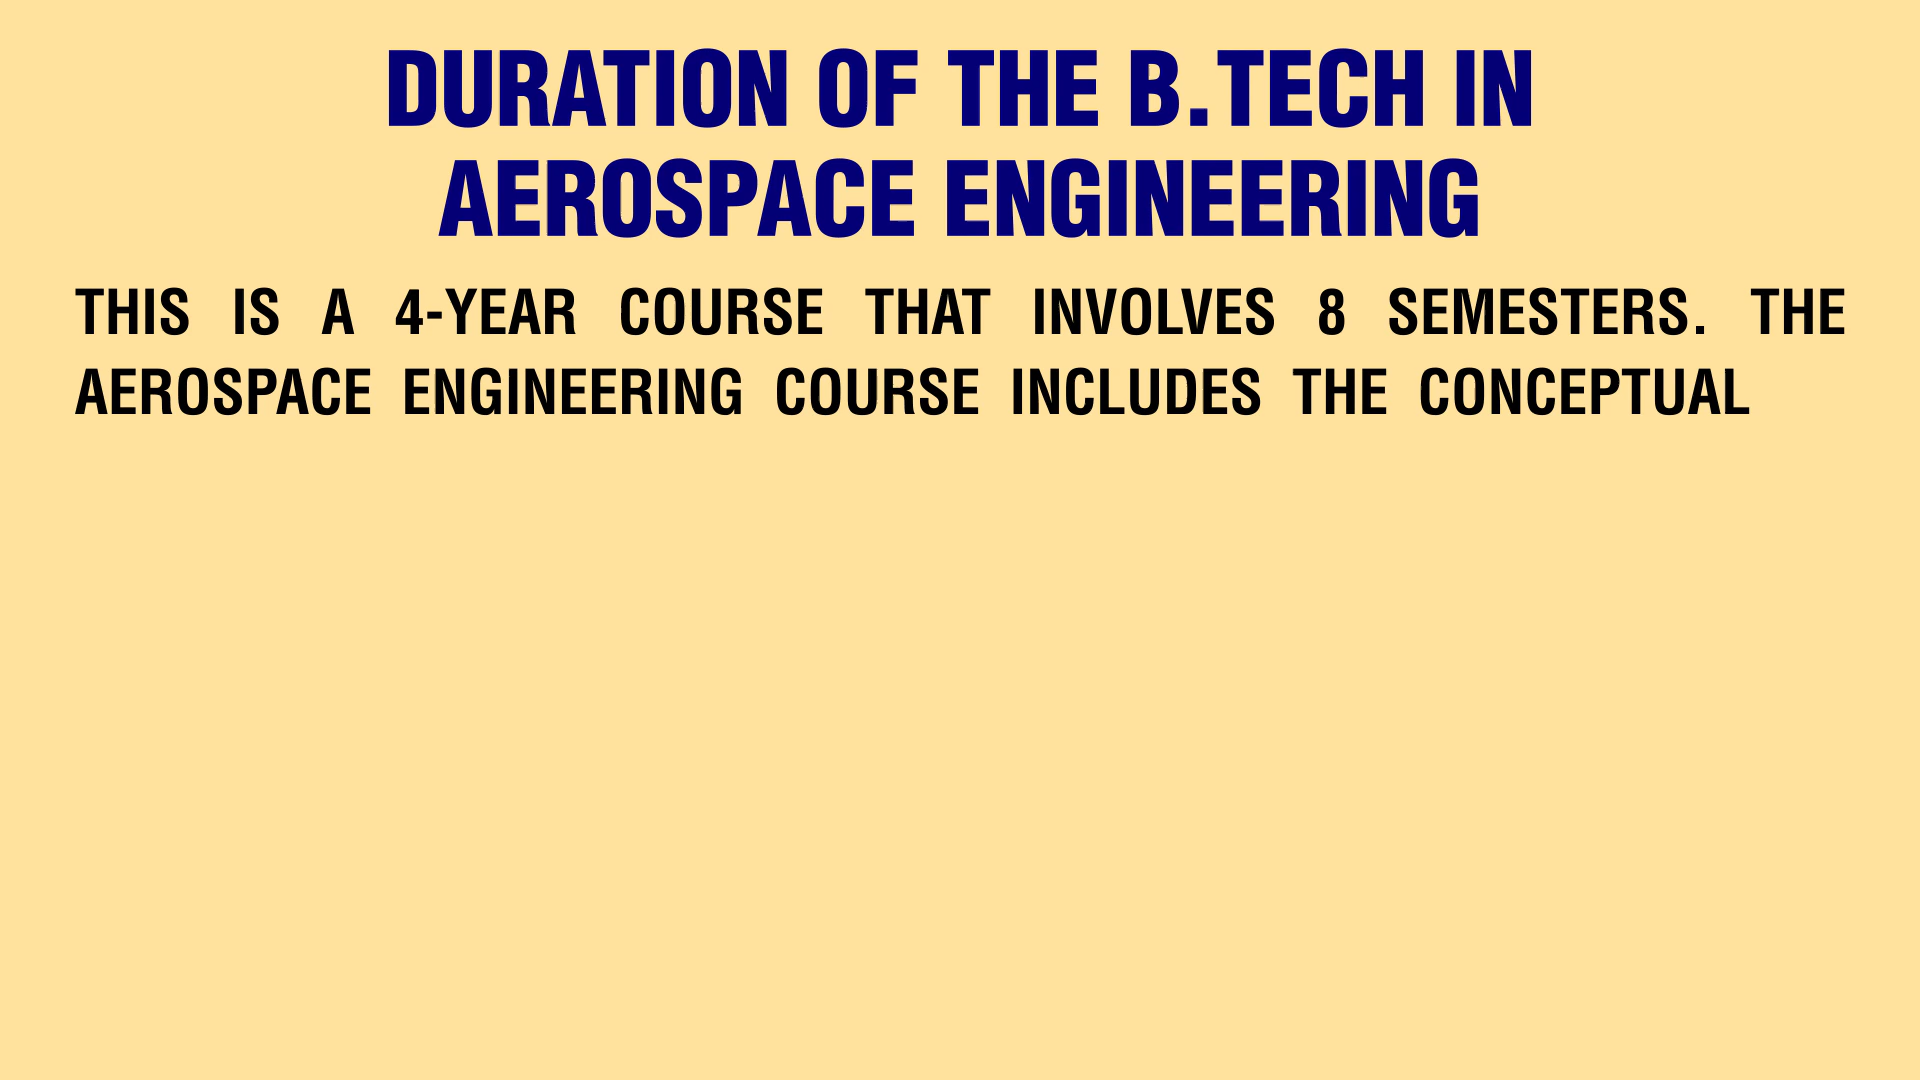 DURATION OF THE B.TECH IN
AEROSPACE ENGINEERING
THIS IS A 4-YEAR COURSE THAT INVOLVES 8 SEMESTERS. THE
AEROSPACE ENGINEERING COURSE INCLUDES THE CONCEPTUAL